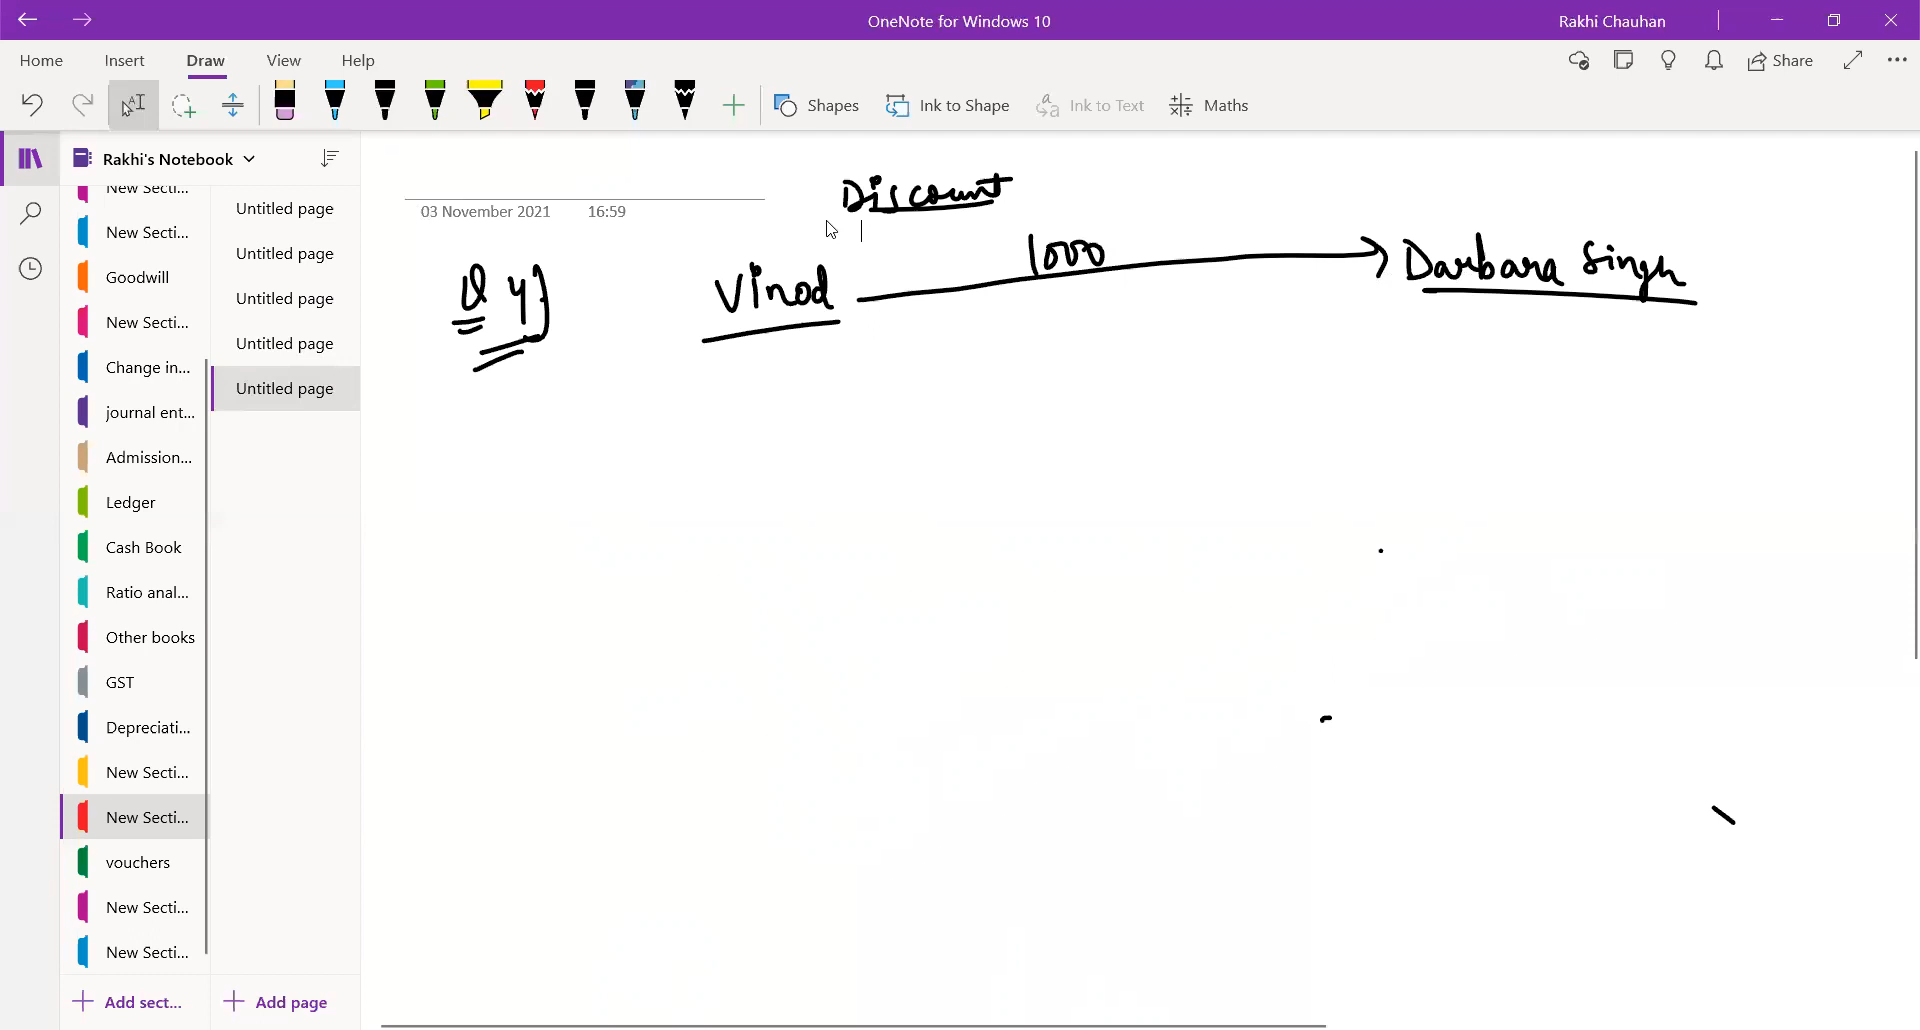 OneNote for Windows 10
Rakhi Chauhan
Home Insert Draw View Help
Share
Shapes Ink to Shape Ink to Text Maths
Rakhi's Notebook
New Secti...
New Secti...
Goodwill
New Secti...
Change in...
journal ent...
Admission...
Ledger
Cash Book
Ratio anal...
Other books
GST
Depreciati...
New Secti...
New Secti...
vouchers
New Secti...
New Secti...
Add sect...
Untitled page
Untitled page
Untitled page
Untitled page
Untitled page
Add page
Discount
03 November 2021 16:59
1000
Vinod
Darbara Singh